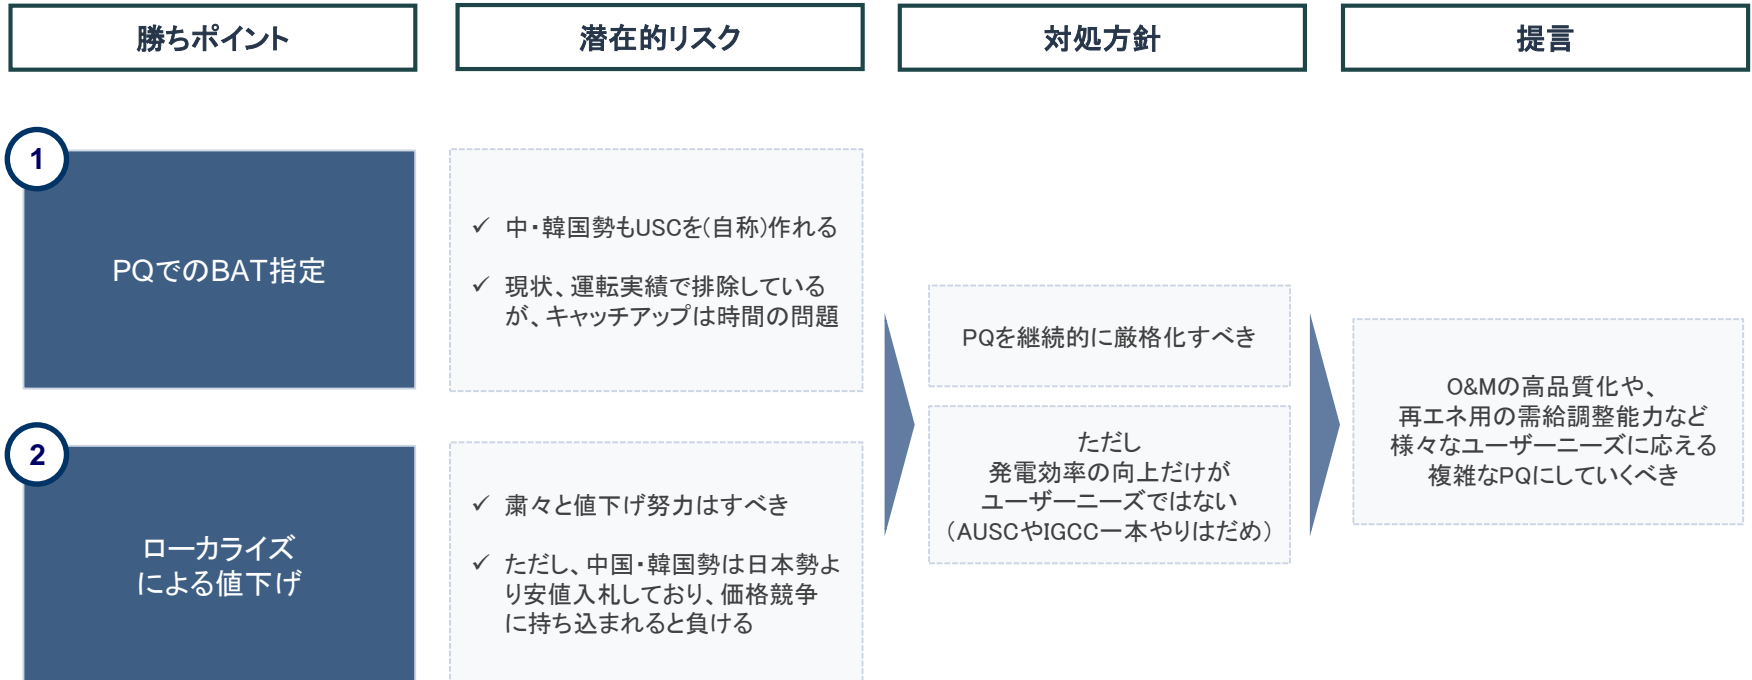 勝ちポイント
潜在的リスク
対処方針
提言
1
PQでのBAT指定
✓ 中・韓国勢もUSCを(自称)作れる
✓ 現状、運転実績で排除している
が、キャッチアップは時間の問題
2
ローカライズ
による値下げ
✓ 粛々と値下げ努力はすべき
✓ ただし、中国・韓国勢は日本勢よ
り安値入札しており、価格競争
に持ち込まれると負ける
PQを継続的に厳格化すべき
ただし
発電効率の向上だけが
ユーザーニーズではない
(AUSCやIGCC一本やりはだめ)
O&Mの高品質化や、
再エネ用の需給調整能力など
様々なユーザーニーズに応える
複雑なPQにしていくべき